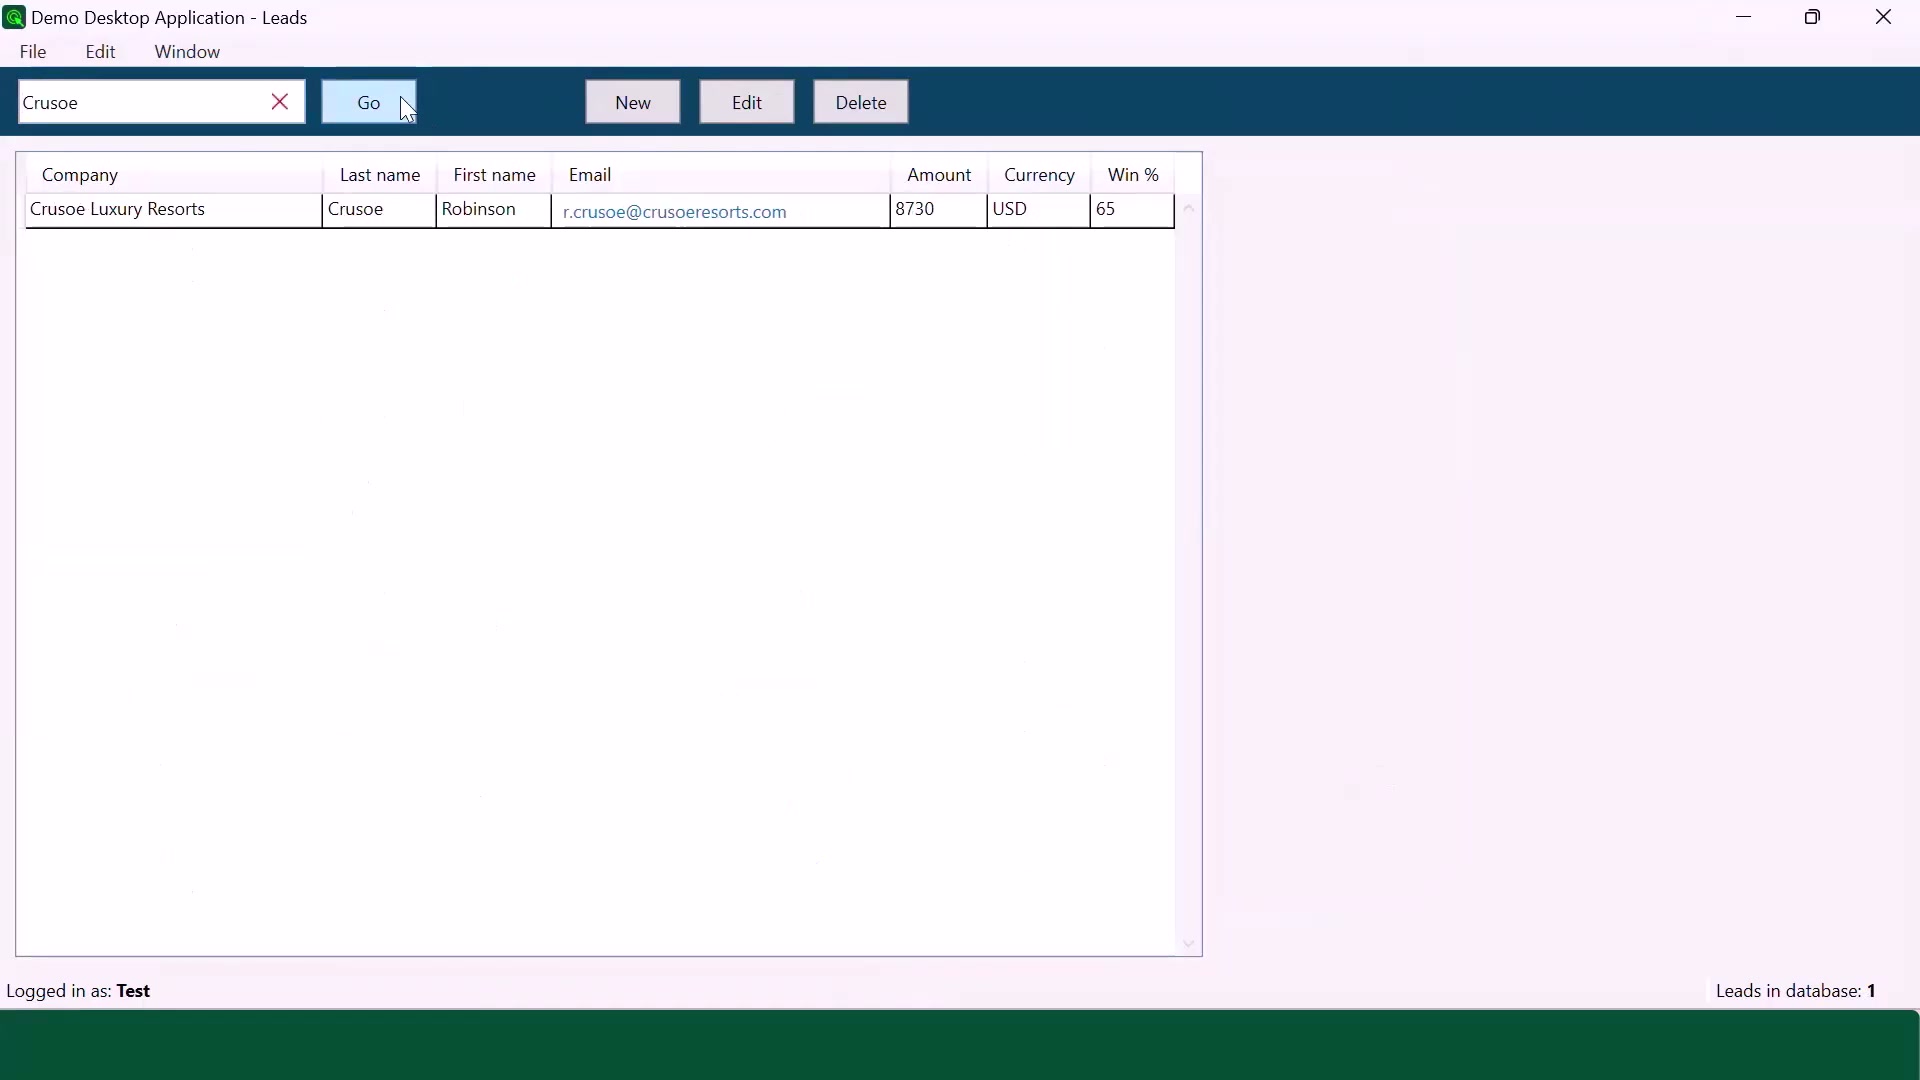 Demo Desktop Application - Leads
File Edit Window
Crusoe Go New Edit Delete
Company Last name First name Email Amount Currency Win %
Crusoe Luxury Resorts Crusoe Robinson r.crusoe@crusoeresorts.com 8730 USD 65
Logged in as: Test Leads in database: 1